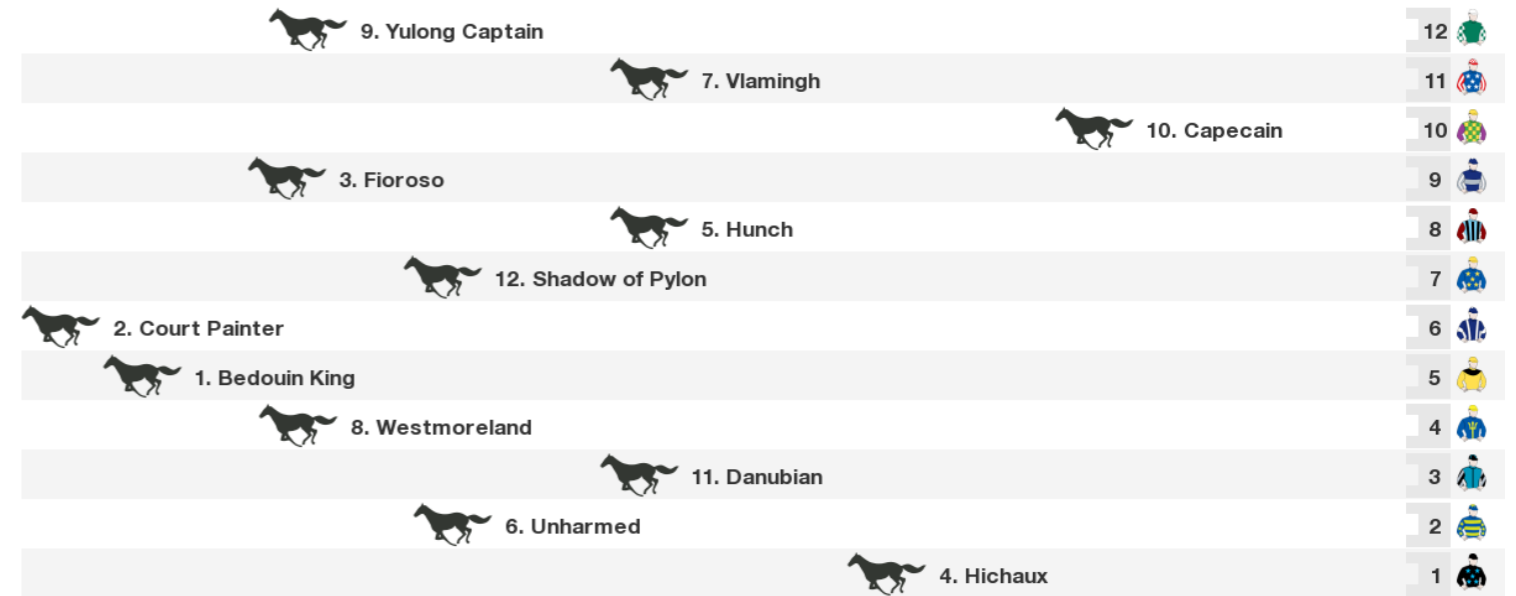 9. Yulong Captain 12
7. Vlamingh 11
10. Capecain 10
3. Fioroso 9
5. Hunch 8
12. Shadow of Pylon 7
2. Court Painter 6
1. Bedouin King 5
8. Westmoreland 4
11. Danubian 3
6. Unharmed 2
4. Hichaux 1